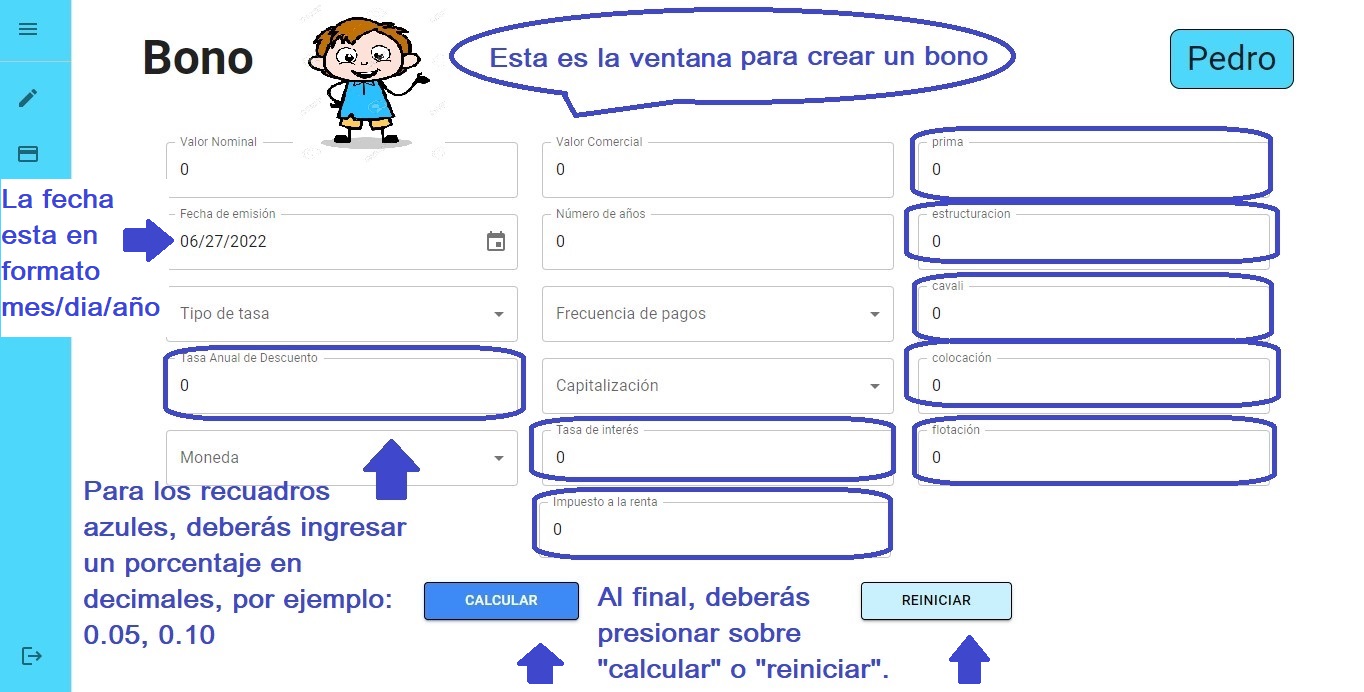 Bono
Esta es la ventana para crear un bono
Pedro
Valor Nominal
0
Valor Comercial
0
prima
0
La fecha
esta en
formato
mes/dia/año
Fecha de emisión
06/27/2022
Número de años
0
estructuracion
0
Tipo de tasa
Frecuencia de pagos
cavali
0
Tasa Anual de Descuento
0
Capitalización
colocación
0
Moneda
Tasa de interés
0
flotación
0
Impuesto a la renta
0
Para los recuadros
azules, deberás ingresar
un porcentaje en
decimales, por ejemplo:
0.05, 0.10
CALCULAR
Al final, deberás
presionar sobre
"calcular" o "reiniciar".
REINICIAR